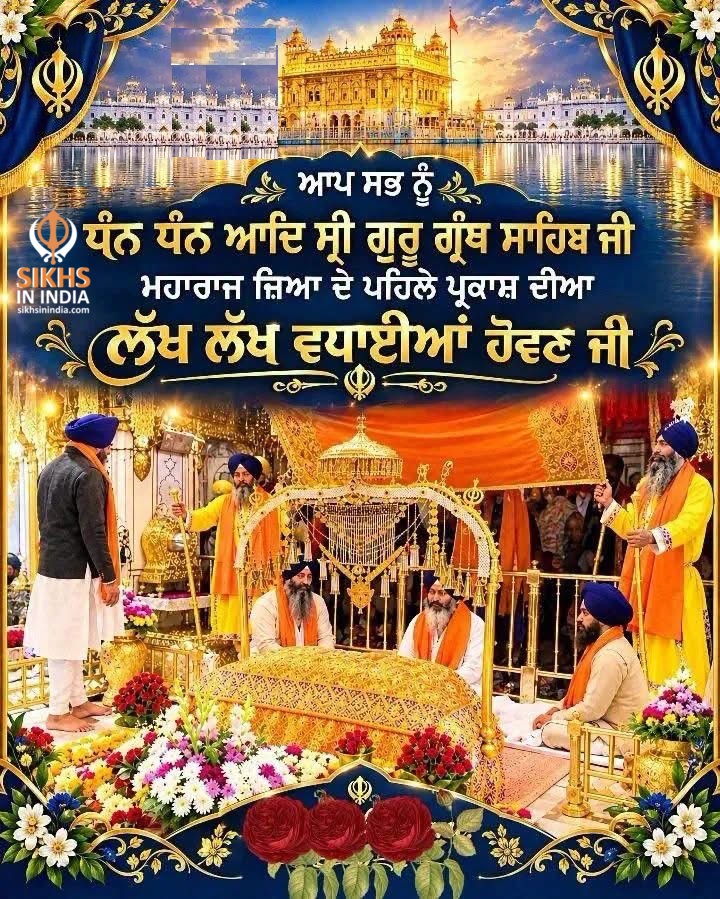 ਆਪ ਸਭ ਨੂੰ
ਧੰਨ ਧੰਨ ਆਦਿ ਸ੍ਰੀ ਗੁਰੂ ਗ੍ਰੰਥ ਸਾਹਿਬ ਜੀ
ਮਹਾਰਾਜ ਜ਼ਿਆ ਦੇ ਪਹਿਲੇ ਪ੍ਰਕਾਸ਼ ਦੀਆ
ਲੱਖ ਲੱਖ ਵਧਾਈਆਂ ਹੋਵਣ ਜੀ
SIKHS
IN INDIA
sikhsinindia.com